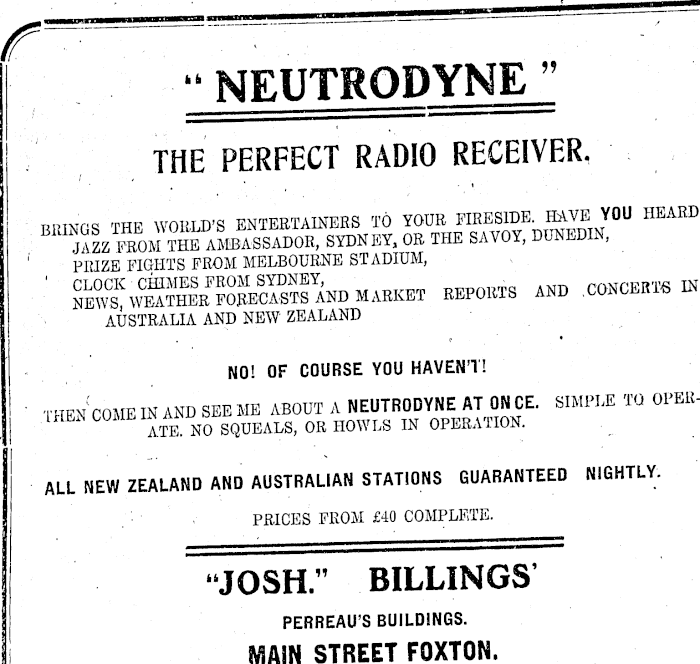 " NEUTRODYNE "
THE PERFECT RADIO RECEIVER.
BRINGS THE WORLD'S ENTERTAINERS TO YOUR FIRESIDE. HAVE YOU HEARD
JAZZ FROM THE AMBASSADOR, SYDNEY, OR THE SAVOY, DUNEDIN,
PRIZE FIGHTS FROM MELBOURNE STADIUM,
CLOCK CHIMES FROM SYDNEY,
NEWS, WEATHER FORECASTS AND MARKET REPORTS AND CONCERTS IN
AUSTRALIA AND NEW ZEALAND
NO! OF COURSE YOU HAVEN'T!
THEN COME IN AND SEE ME ABOUT A NEUTRODYNE AT ONCE. SIMPLE TO OPER-
ATE. NO SQUEALS, OR HOWLS IN OPERATION.
ALL NEW ZEALAND AND AUSTRALIAN STATIONS GUARANTEED NIGHTLY.
PRICES FROM £40 COMPLETE.
"JOSH." BILLINGS'
PERREAU'S BUILDINGS.
MAIN STREET FOXTON.